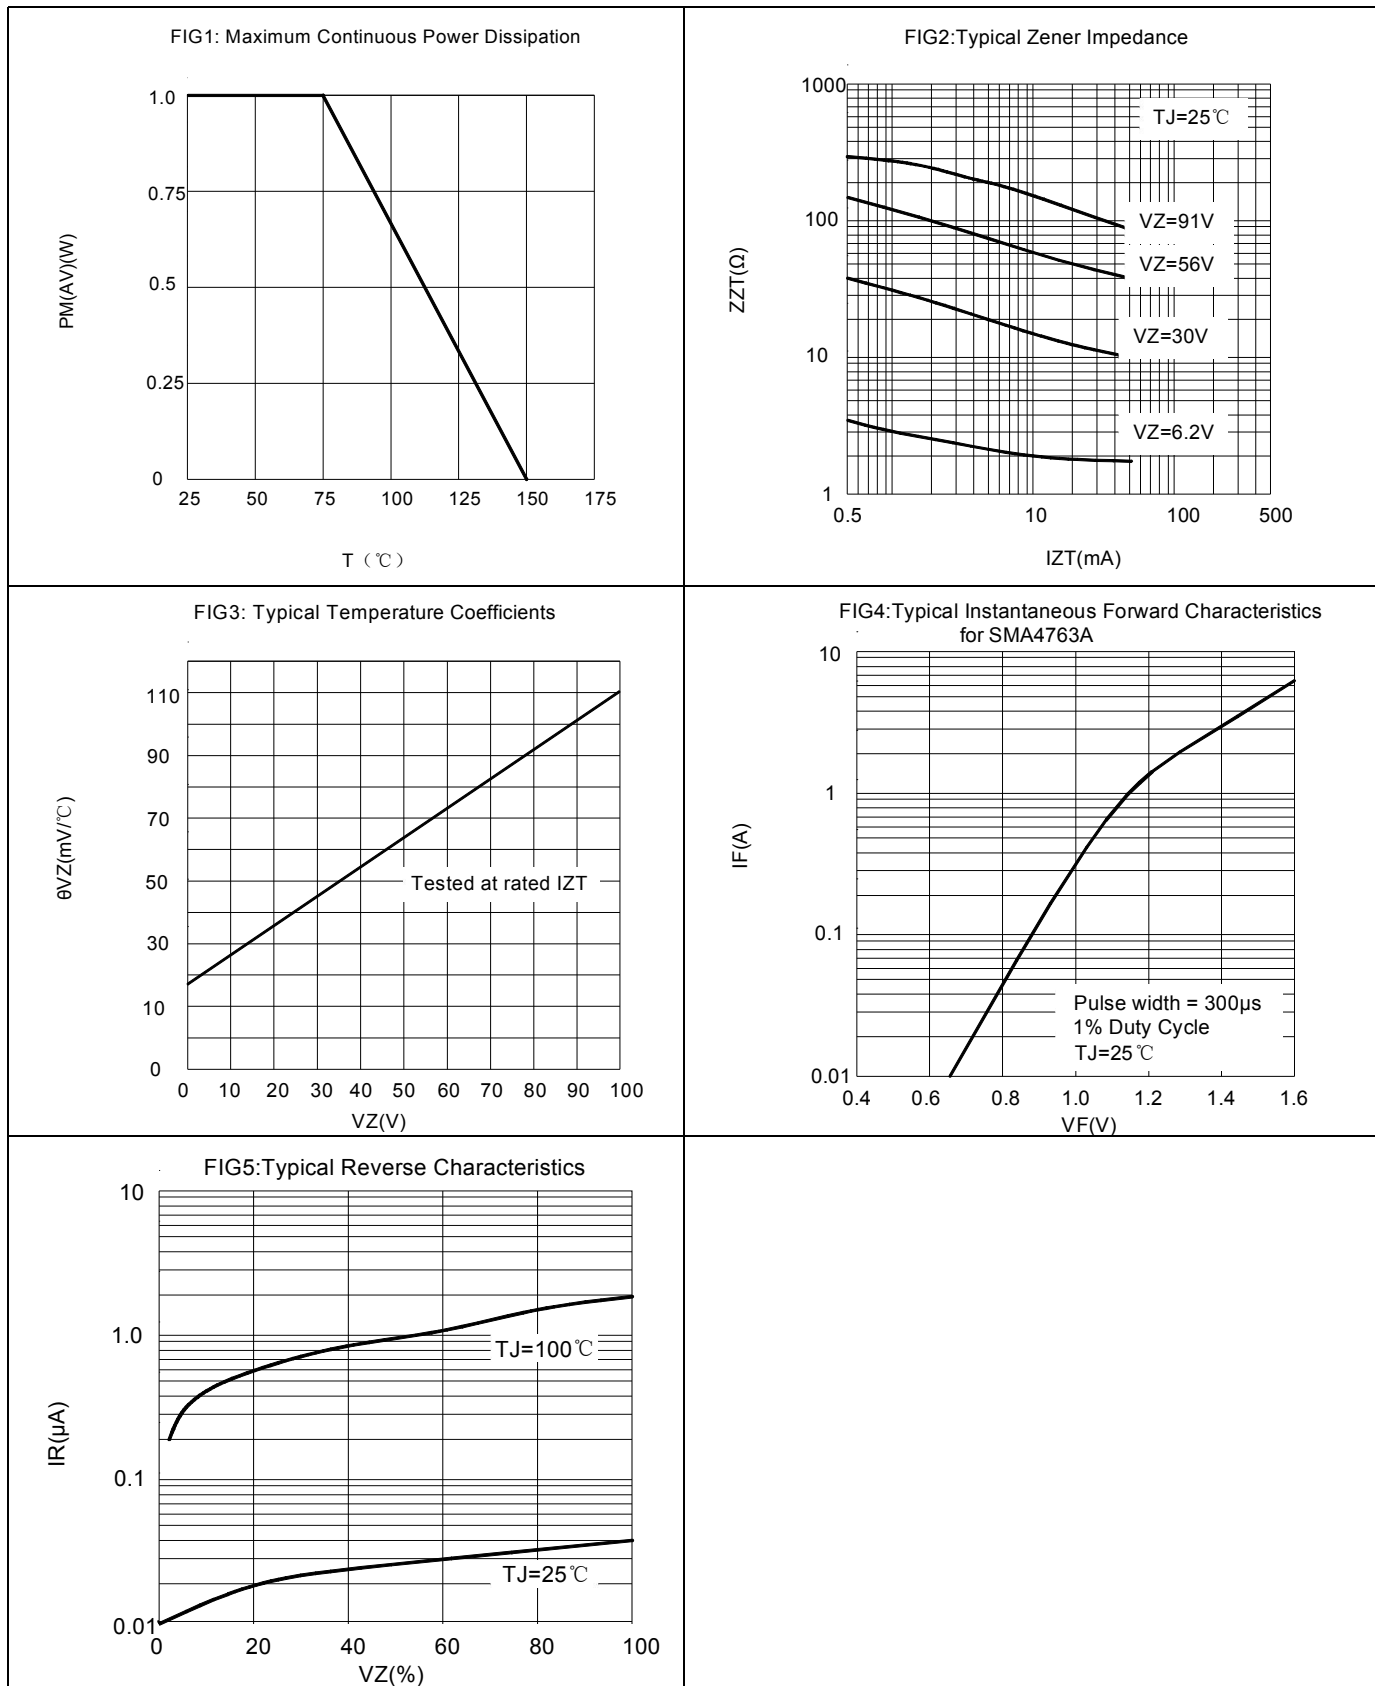 FIG1: Maximum Continuous Power Dissipation
PM(AV)(W)
1.0
0.75
0.5
0.25
0
25 50 75 100 125 150 175
T（℃）
FIG2:Typical Zener Impedance
ZZT(Ω)
1000
100
10
1
TJ=25℃
VZ=91V
VZ=56V
VZ=30V
VZ=6.2V
0.5 10 100 500
IZT(mA)
FIG3: Typical Temperature Coefficients
θVZ(mV/℃)
110
90
70
50
30
10
0
Tested at rated IZT
0 10 20 30 40 50 60 70 80 90 100
VZ(V)
FIG4:Typical Instantaneous Forward Characteristics
for SMA4763A
IF(A)
10
1
0.1
0.01
Pulse width = 300μs
1% Duty Cycle
TJ=25℃
0.4 0.6 0.8 1.0 1.2 1.4 1.6
VF(V)
FIG5:Typical Reverse Characteristics
IR(μA)
10
1.0
0.1
0.01
TJ=100℃
TJ=25℃
0 20 40 60 80 100
VZ(%)